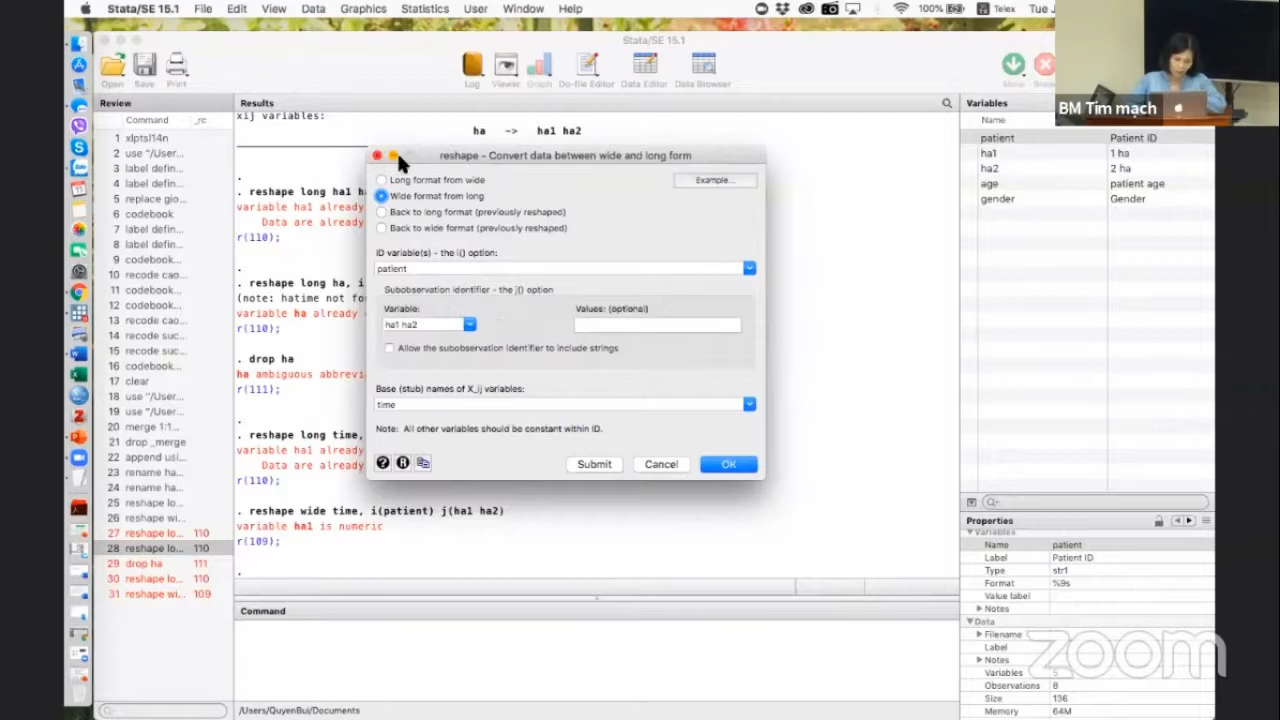 Stata/SE 15.1 File Edit View Data Graphics Statistics User Window Help 100% Telex Tue
Stata/SE 15.1
Open Save Print Log Viewer Graph Do-file Editor Data Editor Data Browser More
BM Tim mạch
Review
Command _rc
1 xlptsl14n
2 use "/User...
3 label defin...
4 label defin...
5 replace gio...
6 codebook
7 label defin...
8 label defin...
9 codebook...
10 recode cao...
11 codebook...
12 codebook...
13 recode cao...
14 recode suc...
15 recode suc...
16 codebook...
17 clear
18 use "/User...
19 use "/User...
20 merge 1:1...
21 drop _merge
22 append usi...
23 rename ha...
24 rename ha...
25 reshape lo...
26 reshape wi...
27 reshape lo... 110
28 reshape lo... 110
29 drop ha 111
30 reshape lo... 110
31 reshape wi... 109
Results
xij variables:
ha -> ha1 ha2
.
. reshape long ha1 h
variable ha1 already
Data are already
r(110);
.
. reshape long ha, i
(note: hatime not fo
variable ha already
r(110);
. drop ha
ha ambiguous abbrevi
r(111);
.
. reshape long time,
variable ha1 already
Data are already
r(110);
. reshape wide time, i(patient) j(ha1 ha2)
variable ha1 is numeric
r(109);
.
Command
/Users/QuyenBui/Documents
reshape - Convert data between wide and long form
Long format from wide
Example...
Wide format from long
Back to long format (previously reshaped)
Back to wide format (previously reshaped)
ID variable(s) - the i() option:
patient
Subobservation identifier - the j() option
Variable: Values: (optional)
ha1 ha2
Allow the subobservation identifier to include strings
Base (stub) names of X_ij variables:
time
Note: All other variables should be constant within ID.
Submit Cancel OK
Variables
Name
patient Patient ID
ha1 1 ha
ha2 2 ha
age patient age
gender Gender
Properties
Variables
Name patient
Label Patient ID
Type str1
Format %9s
Value label
Notes
Data
Filename
Label
Notes
Variables 5
Observations 8
Size 136
Memory 64M
zoom